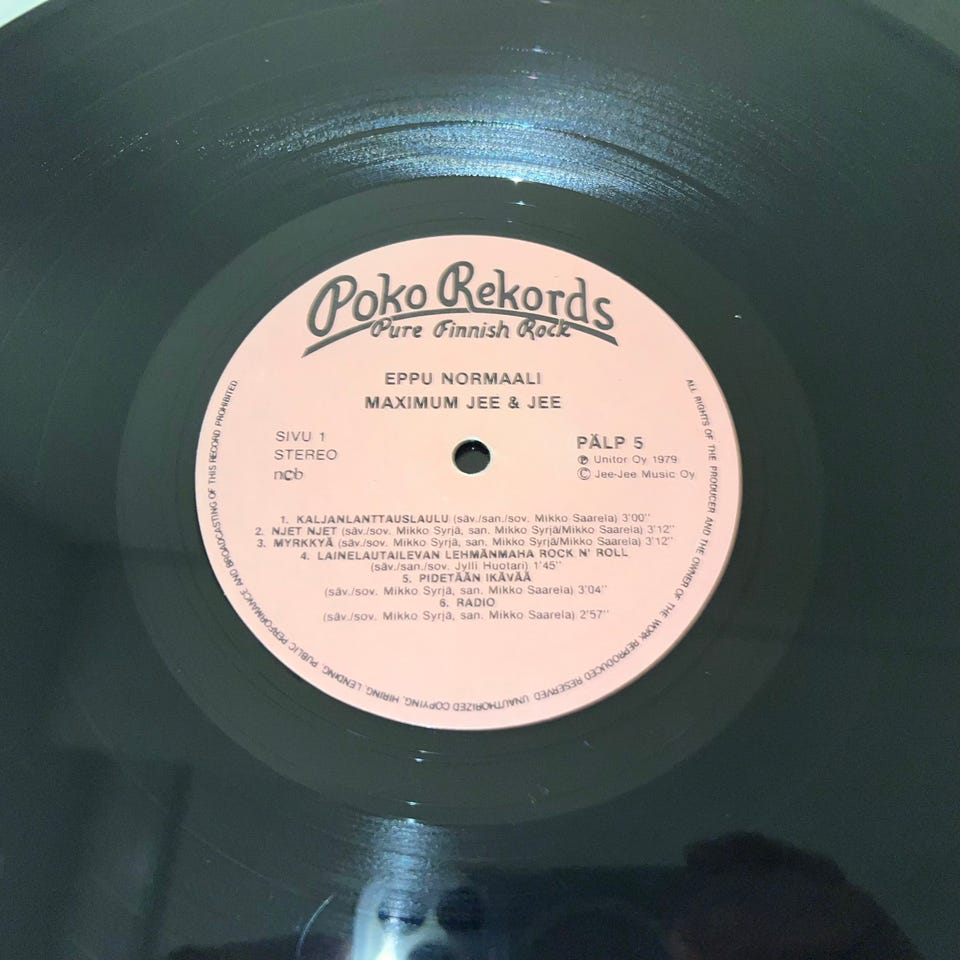 Poko Rekords
Pure Finnish Rock
EPPU NORMAALI
MAXIMUM JEE & JEE
SIVU 1
STEREO
ncb
PÄLP 5
℗ Unitor Oy 1979
© Jee-Jee Music Oy
1. KALJANLANTTAUSLAULU (säv./san./sov. Mikko Saarela) 3'00"
2. NJET NJET (säv./sov. Mikko Syrjä, san. Mikko Syrjä/Mikko Saarela) 3'12"
3. MYRKKYÄ (säv./sov. Mikko Syrjä, san. Mikko Syrjä/Mikko Saarela) 3'12"
4. LAINELAUTAILEVAN LEHMÄNMAHA ROCK N' ROLL
(säv./san./sov. Jylli Huotari) 1'45"
5. PIDETÄÄN IKÄVÄÄ
(säv./sov. Mikko Syrjä, san. Mikko Saarela) 3'04"
6. RADIO
(säv./sov. Mikko Syrjä, san. Mikko Saarela) 2'57"
ALL RIGHTS OF THE PRODUCER AND THE OWNER OF THE WORK REPRODUCED RESERVED. UNAUTHORIZED COPYING, HIRING, LENDING, PUBLIC PERFORMANCE AND BROADCASTING OF THIS RECORD PROHIBITED